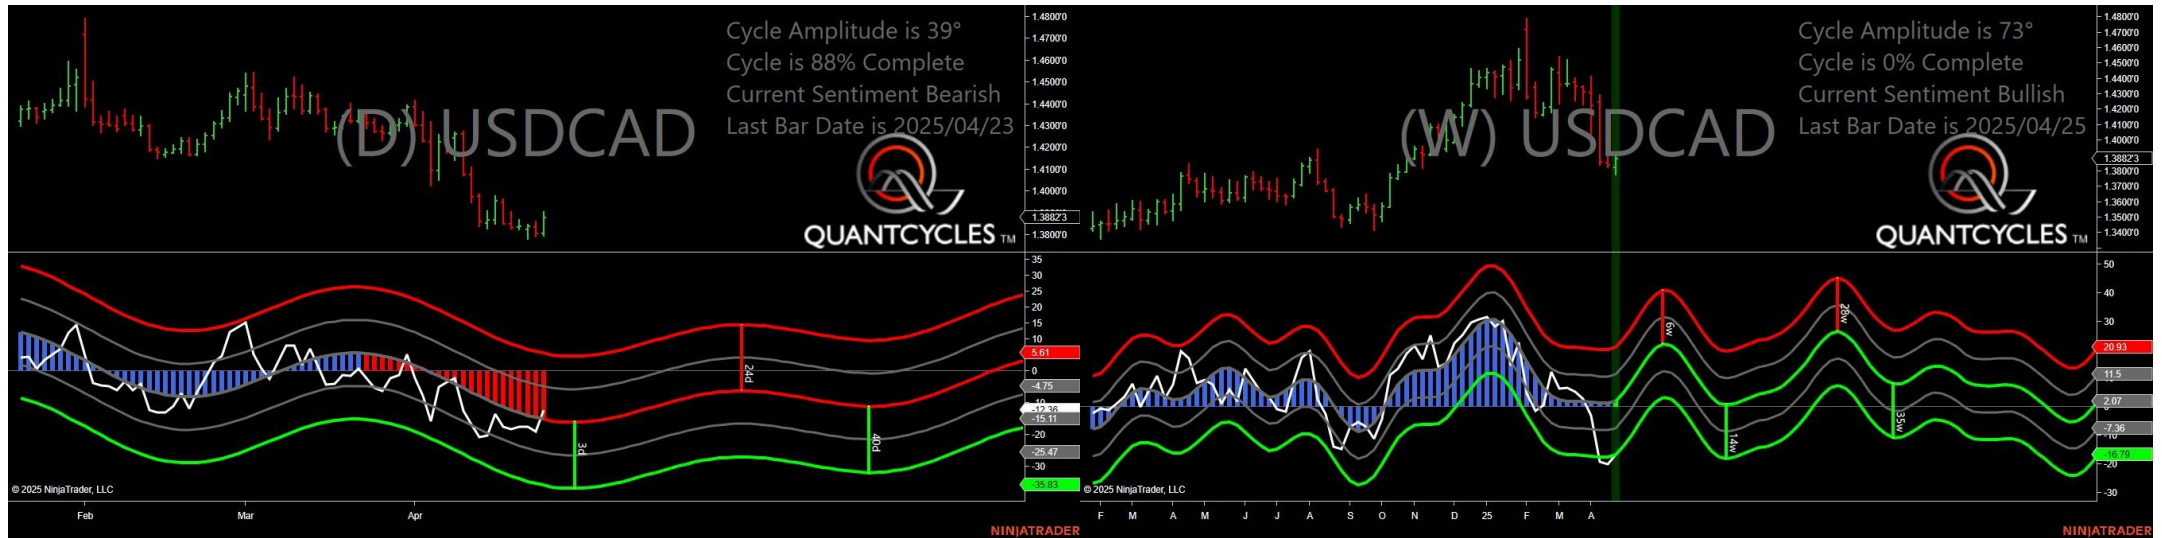 Cycle Amplitude is 39°
Cycle is 88% Complete
Current Sentiment Bearish
Last Bar Date is 2025/04/23
(D) USDCAD
QUANTCYCLES TM
1.4800'0
1.4700'0
1.4600'0
1.4500'0
1.4400'0
1.4300'0
1.4200'0
1.4100'0
1.4000'0
1.3882'3
1.3800'0
35
30
25
20
15
10
5.61
0
-4.75
-12.36
-15.11
-20
-25.47
-30
-35.83
3d
24d
40d
© 2025 NinjaTrader, LLC
Feb
Mar
Apr
NINJATRADER
Cycle Amplitude is 73°
Cycle is 0% Complete
Current Sentiment Bullish
Last Bar Date is 2025/04/25
(W) USDCAD
QUANTCYCLES TM
1.4800'0
1.4700'0
1.4600'0
1.4500'0
1.4400'0
1.4300'0
1.4200'0
1.4100'0
1.4000'0
1.3882'3
1.3800'0
1.3700'0
1.3600'0
1.3500'0
1.3400'0
50
40
30
20.93
11.5
2.07
-7.36
-10
-16.79
-20
-30
6w
14w
28w
35w
© 2025 NinjaTrader, LLC
F
M
A
M
J
J
A
S
O
N
D
25
F
M
A
NINJATRADER